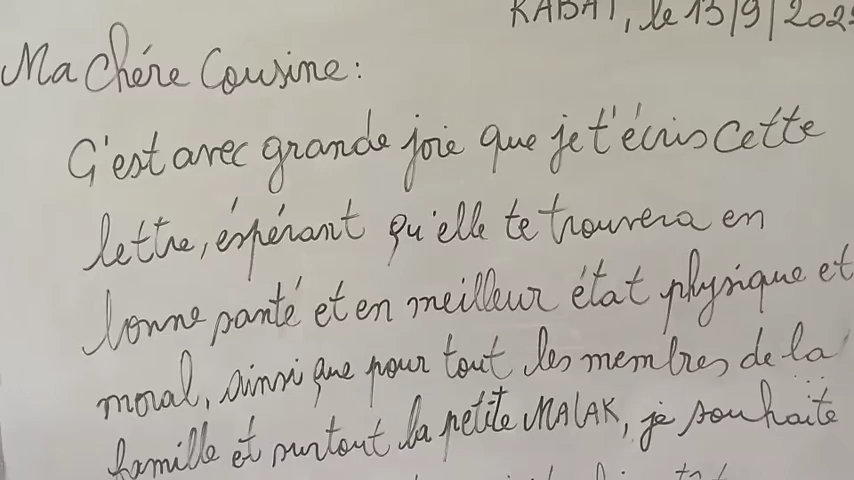 RABAT, le 13/9/202
Ma chére Cousine:
C'est avec grande joie que je t'écris cette
lettre, éspérant qu'elle te trouvera en
bonne santé et en meilleur état physique et
moral, ainsi que pour tout les membres de la
famille et surtout la petite MALAK, je souhaite